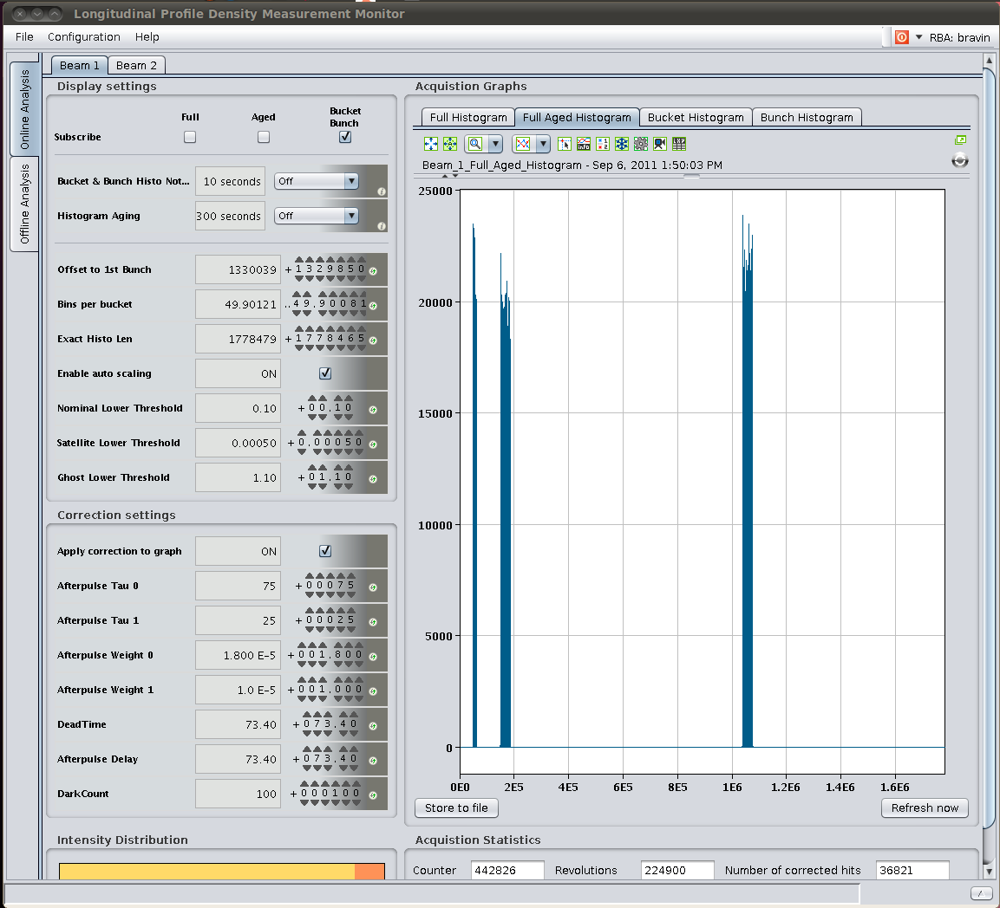 Longitudinal Profile Density Measurement Monitor
File Configuration Help
RBA: bravin
Online Analysis
Offline Analysis
Beam 1 Beam 2
Display settings
Full Aged Bucket
Bunch
Subscribe
Bucket & Bunch Histo Not... 10 seconds Off
Histogram Aging 300 seconds Off
Offset to 1st Bunch 1330039 +1329850
Bins per bucket 49.90121 ..49.90081
Exact Histo Len 1778479 +1778465
Enable auto scaling ON
Nominal Lower Threshold 0.10 +00.10
Satellite Lower Threshold 0.00050 +0.00050
Ghost Lower Threshold 1.10 +01.10
Correction settings
Apply correction to graph ON
Afterpulse Tau 0 75 +00075
Afterpulse Tau 1 25 +00025
Afterpulse Weight 0 1.800 E-5 +001.800
Afterpulse Weight 1 1.0 E-5 +001.000
DeadTime 73.40 +073.40
Afterpulse Delay 73.40 +073.40
DarkCount 100 +000100
Intensity Distribution
Acquistion Graphs
Full Histogram Full Aged Histogram Bucket Histogram Bunch Histogram
Beam_1_Full_Aged_Histogram - Sep 6, 2011 1:50:03 PM
25000
20000
15000
10000
5000
0
0E0 2E5 4E5 6E5 8E5 1E6 1.2E6 1.4E6 1.6E6
Store to file Refresh now
Acquistion Statistics
Counter 442826 Revolutions 224900 Number of corrected hits 36821